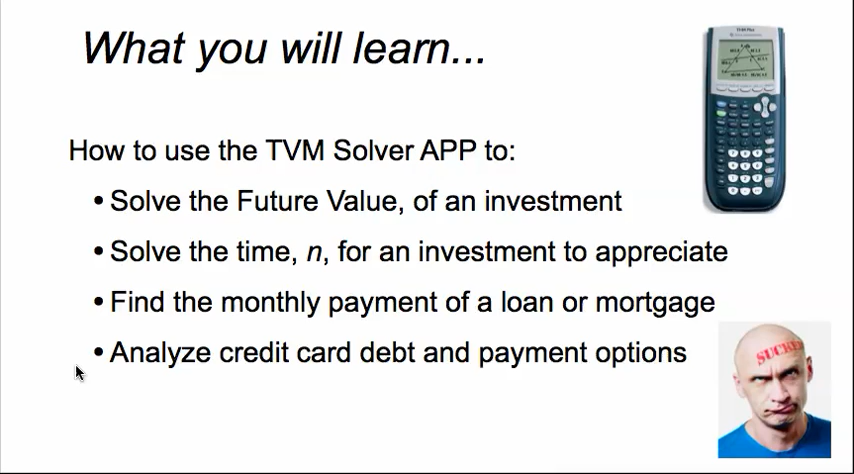 What you will learn...
How to use the TVM Solver APP to:
• Solve the Future Value, of an investment
• Solve the time, n, for an investment to appreciate
• Find the monthly payment of a loan or mortgage
• Analyze credit card debt and payment options